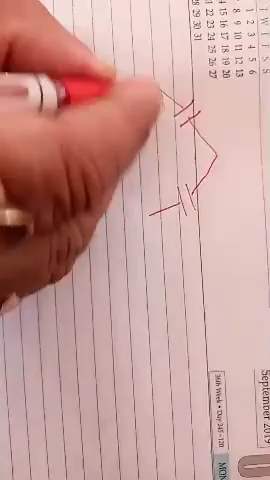 September 2019
T W T F S S
1 2 3 4 5 6
8 9 10 11 12 13
15 16 17 18 19 20
22 23 24 25 26 27
29 30 31
36th Week • Day 245 - 120
MON